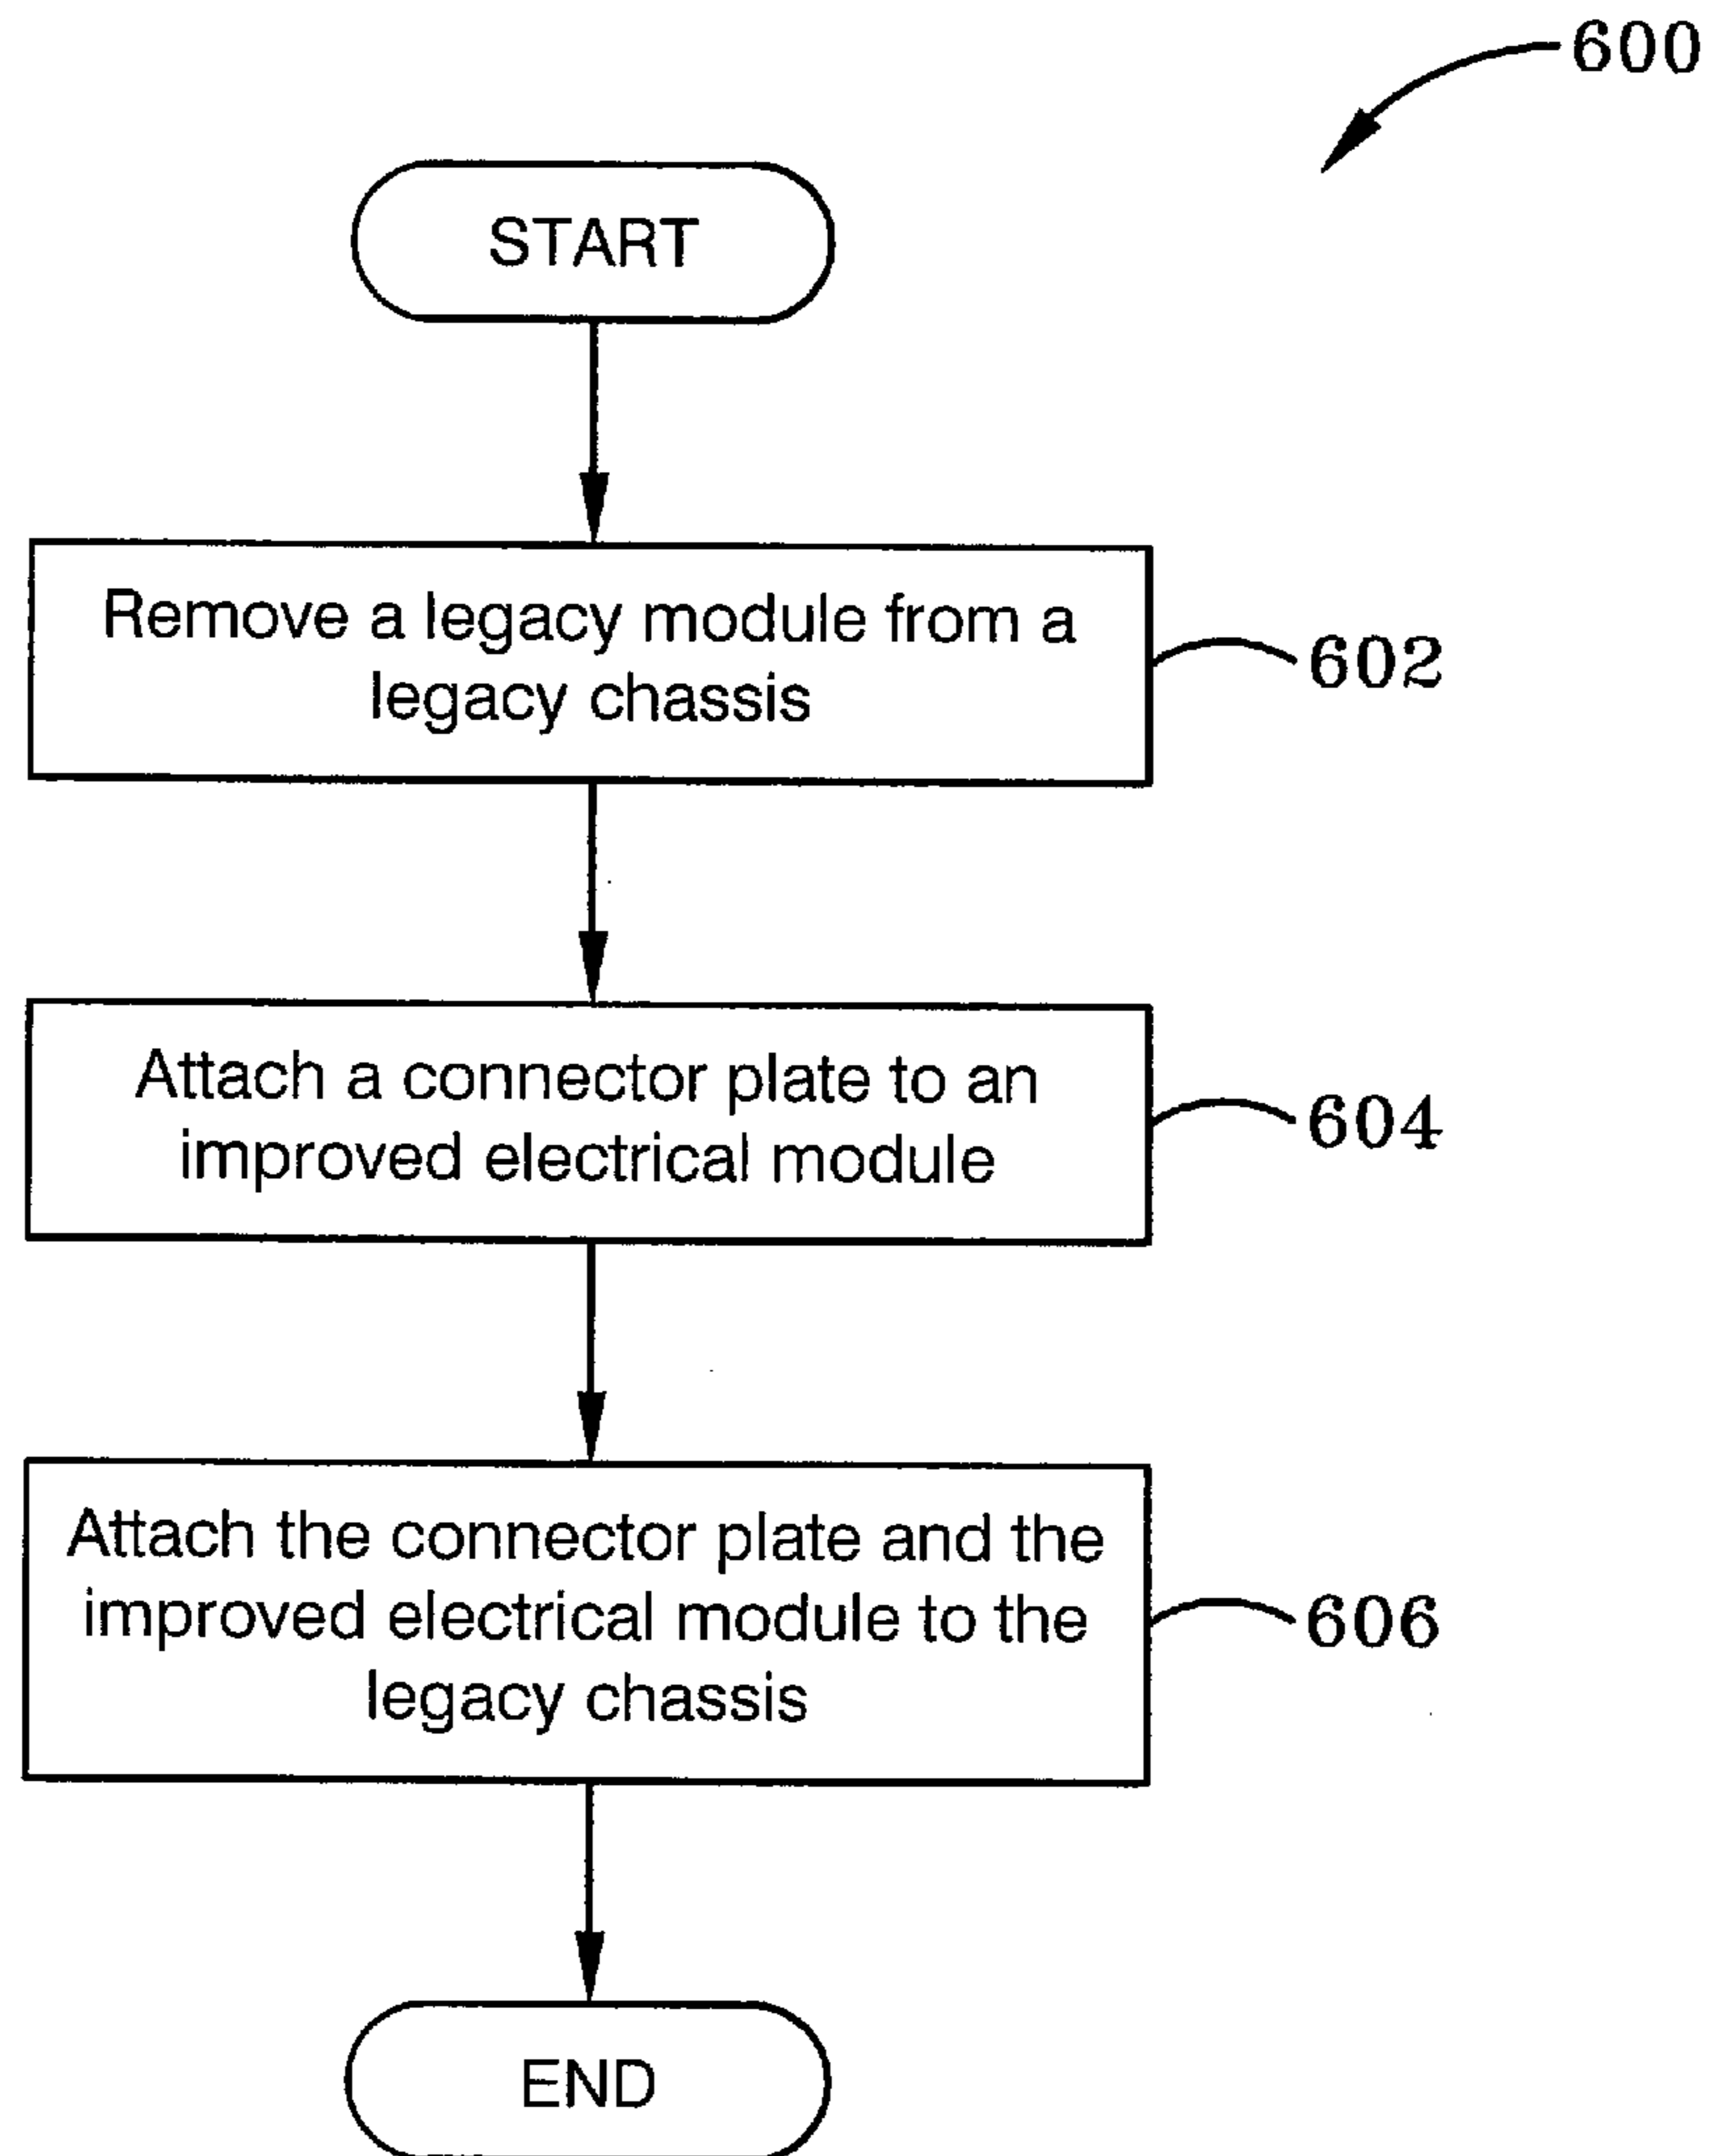 600
START
Remove a legacy module from a
legacy chassis
602
Attach a connector plate to an
improved electrical module
604
Attach the connector plate and the
improved electrical module to the
legacy chassis
606
END